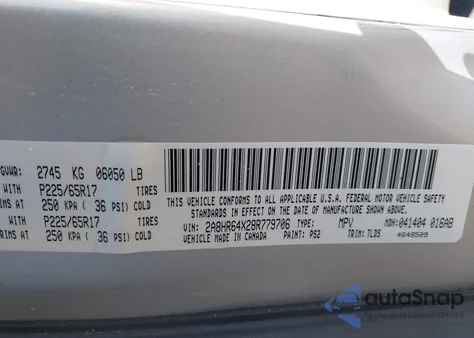 GVWR: 2745 KG 06050 LB
WITH P225/65R17 TIRES
RIMS AT 250 KPA ( 36 PSI) COLD
WITH P225/65R17 TIRES
RIMS AT 250 KPA ( 36 PSI) COLD
THIS VEHICLE CONFORMS TO ALL APPLICABLE U.S.A. FEDERAL MOTOR VEHICLE SAFETY
STANDARDS IN EFFECT ON THE DATE OF MANUFACTURE SHOWN ABOVE.
VIN: 2A8HR64X28R779706 TYPE: MPV MDH: 041404 016AB
VEHICLE MADE IN CANADA PAINT: PS2 TRIM: TLDS 4648509
autoSnap